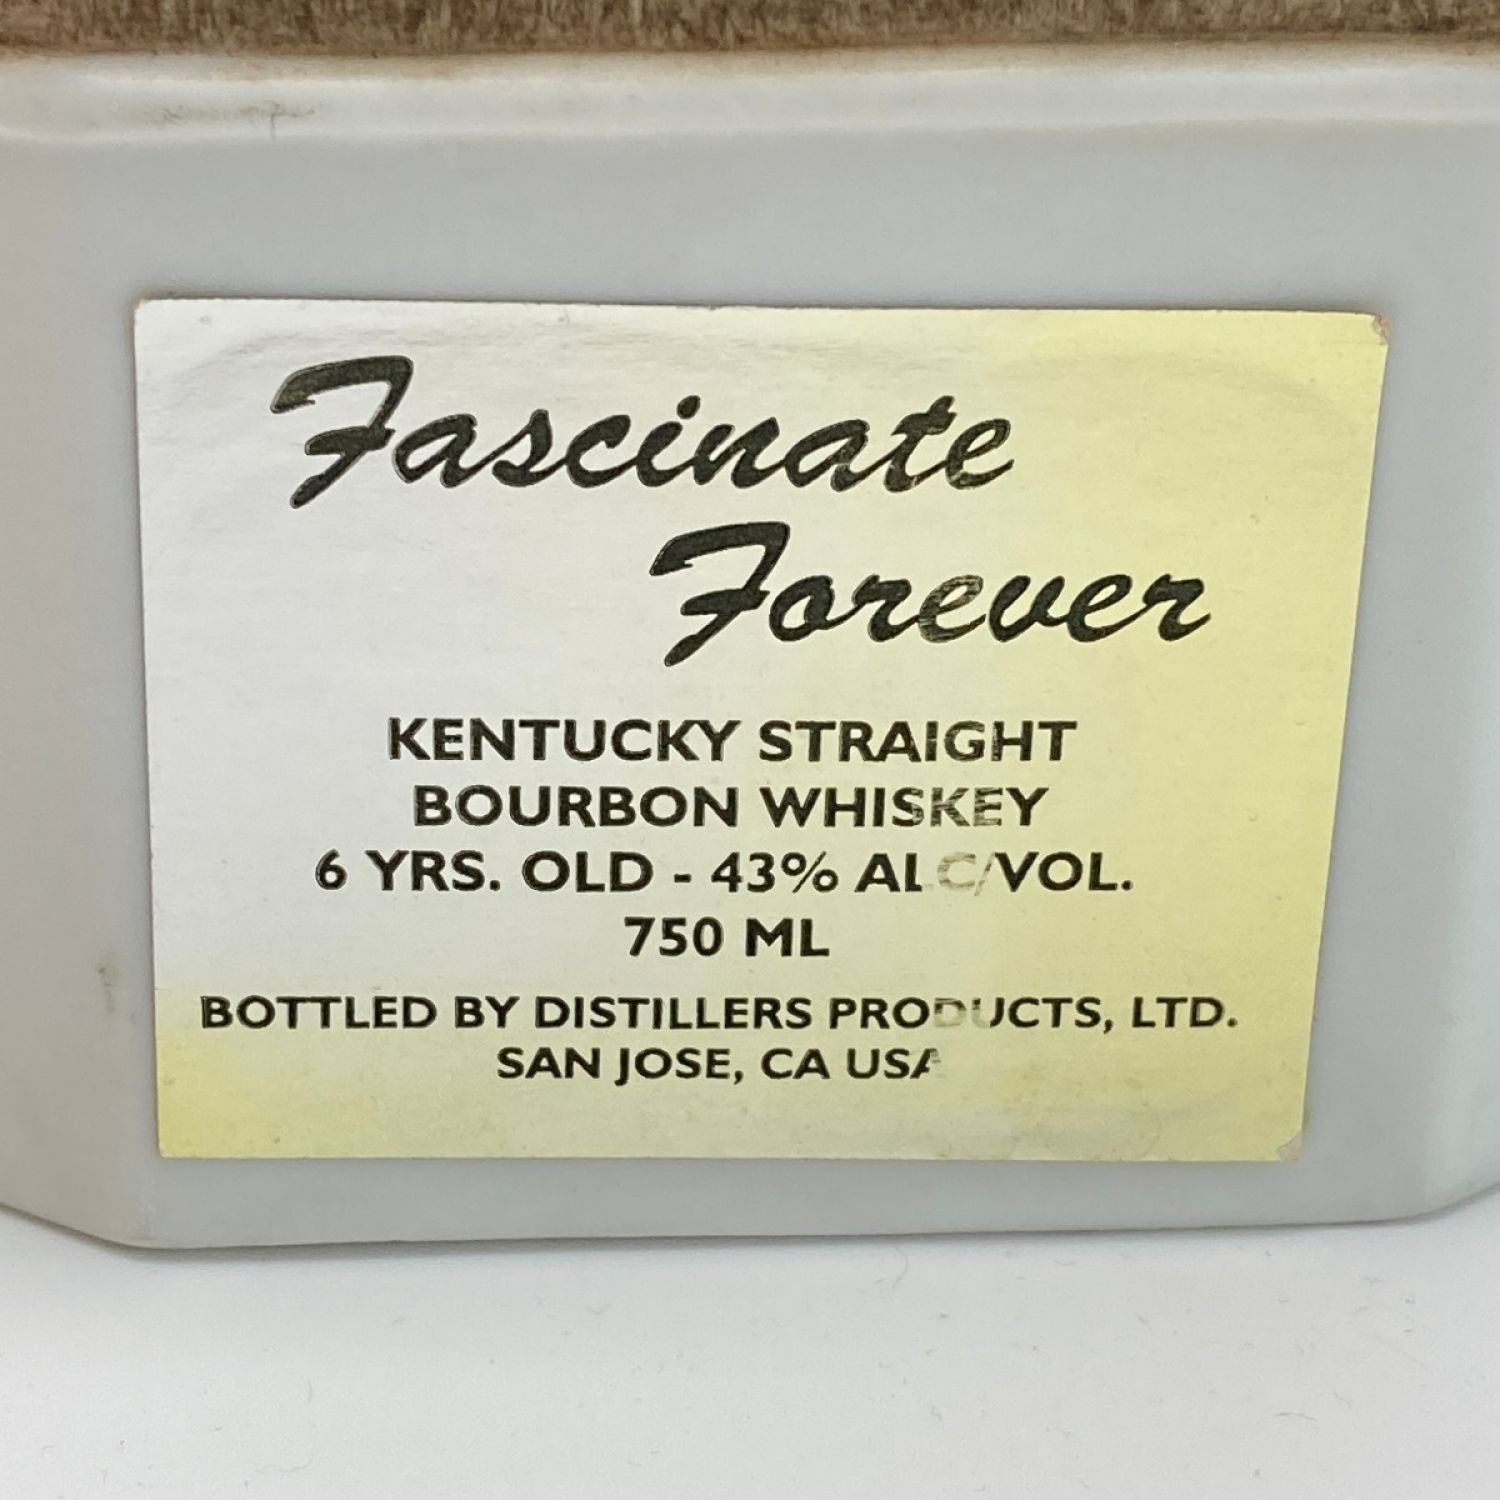 Fascinate
Forever
KENTUCKY STRAIGHT
BOURBON WHISKEY
6 YRS. OLD - 43% ALC/VOL.
750 ML
BOTTLED BY DISTILLERS PRODUCTS, LTD.
SAN JOSE, CA USA